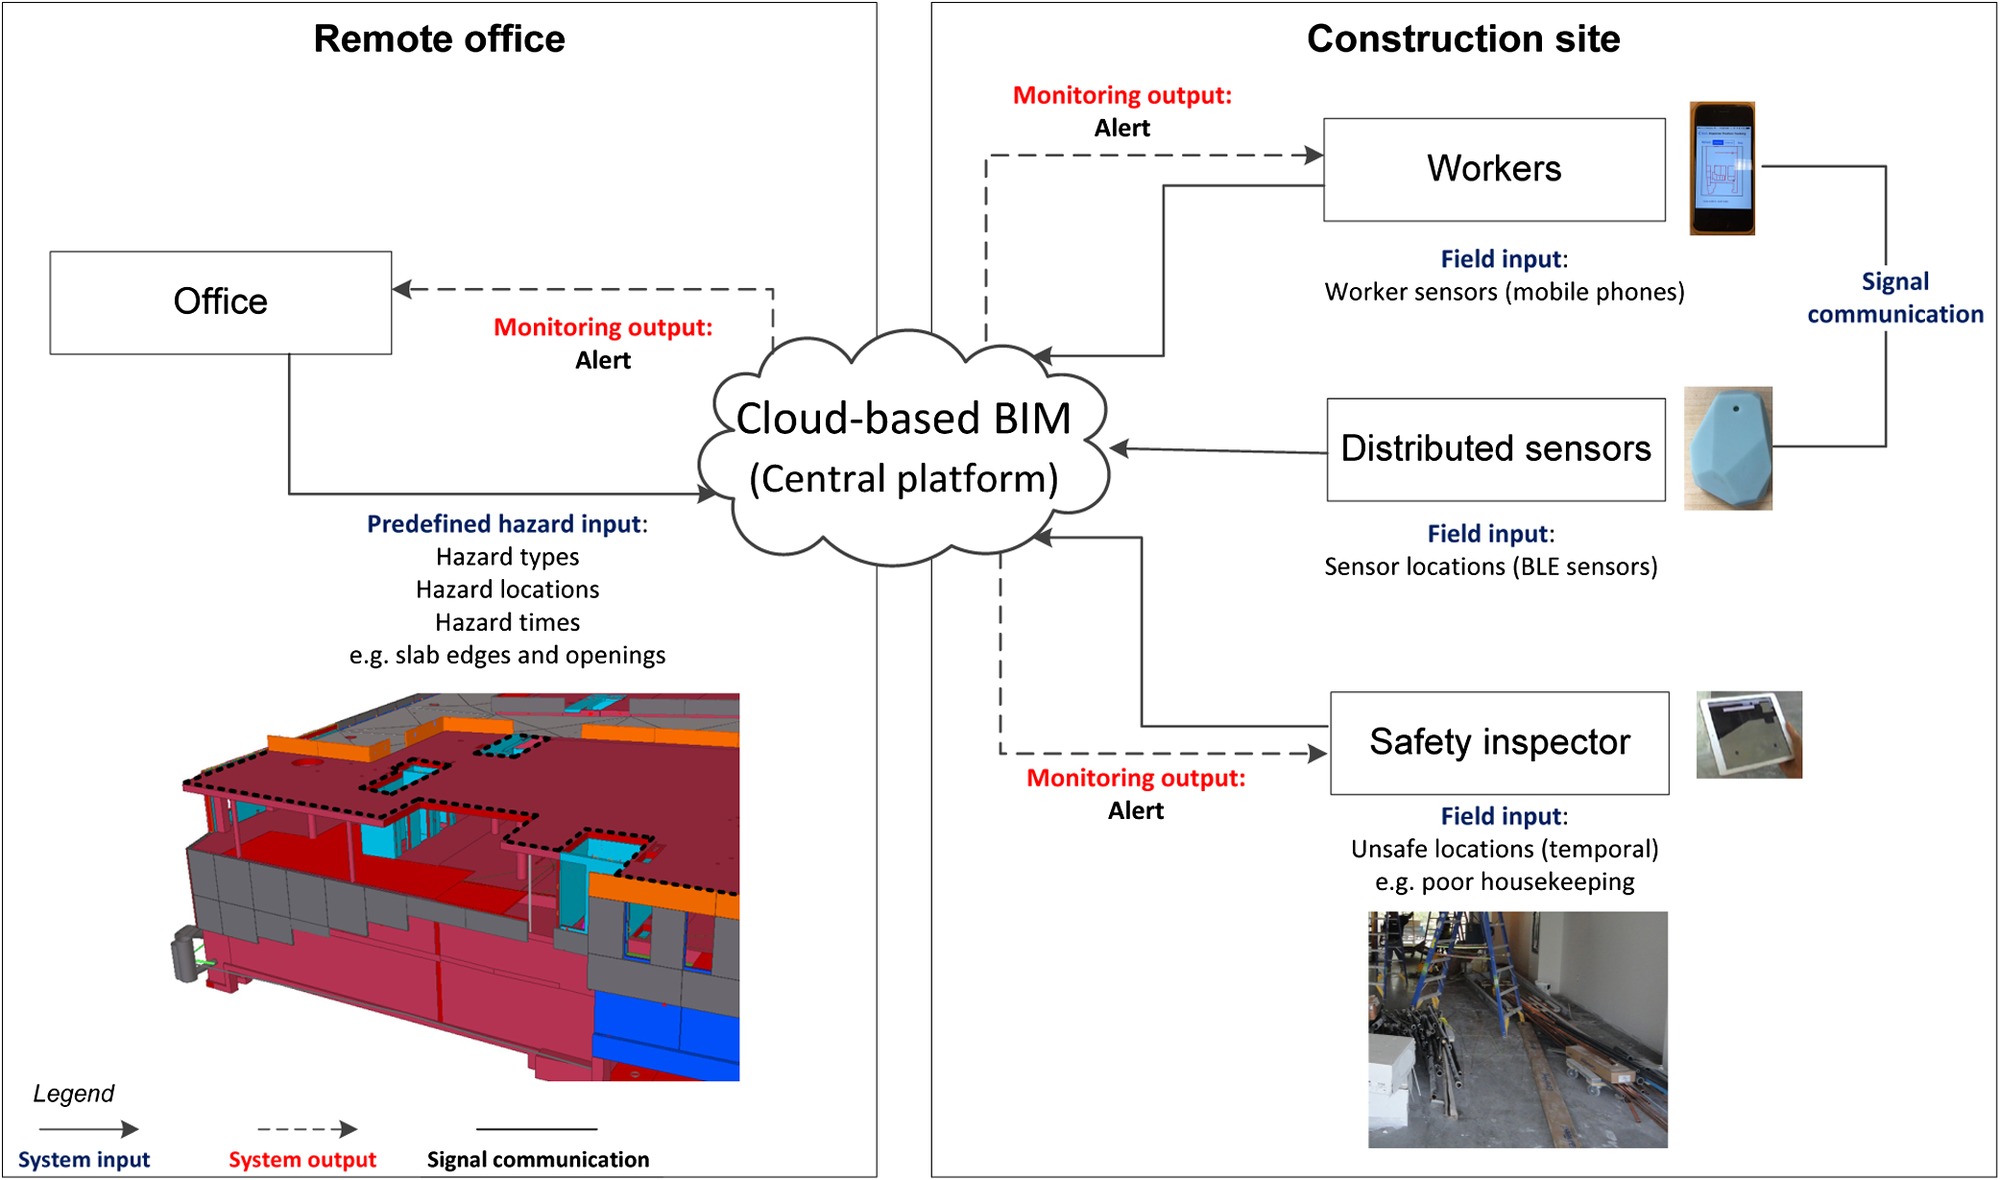 Remote office
Construction site
Monitoring output:
Alert
Workers
Field input:
Worker sensors (mobile phones)
Signal
communication
Office
Monitoring output:
Alert
Cloud-based BIM
(Central platform)
Distributed sensors
Field input:
Sensor locations (BLE sensors)
Predefined hazard input:
Hazard types
Hazard locations
Hazard times
e.g. slab edges and openings
Safety inspector
Monitoring output:
Alert
Field input:
Unsafe locations (temporal)
e.g. poor housekeeping
Legend
System input
System output
Signal communication